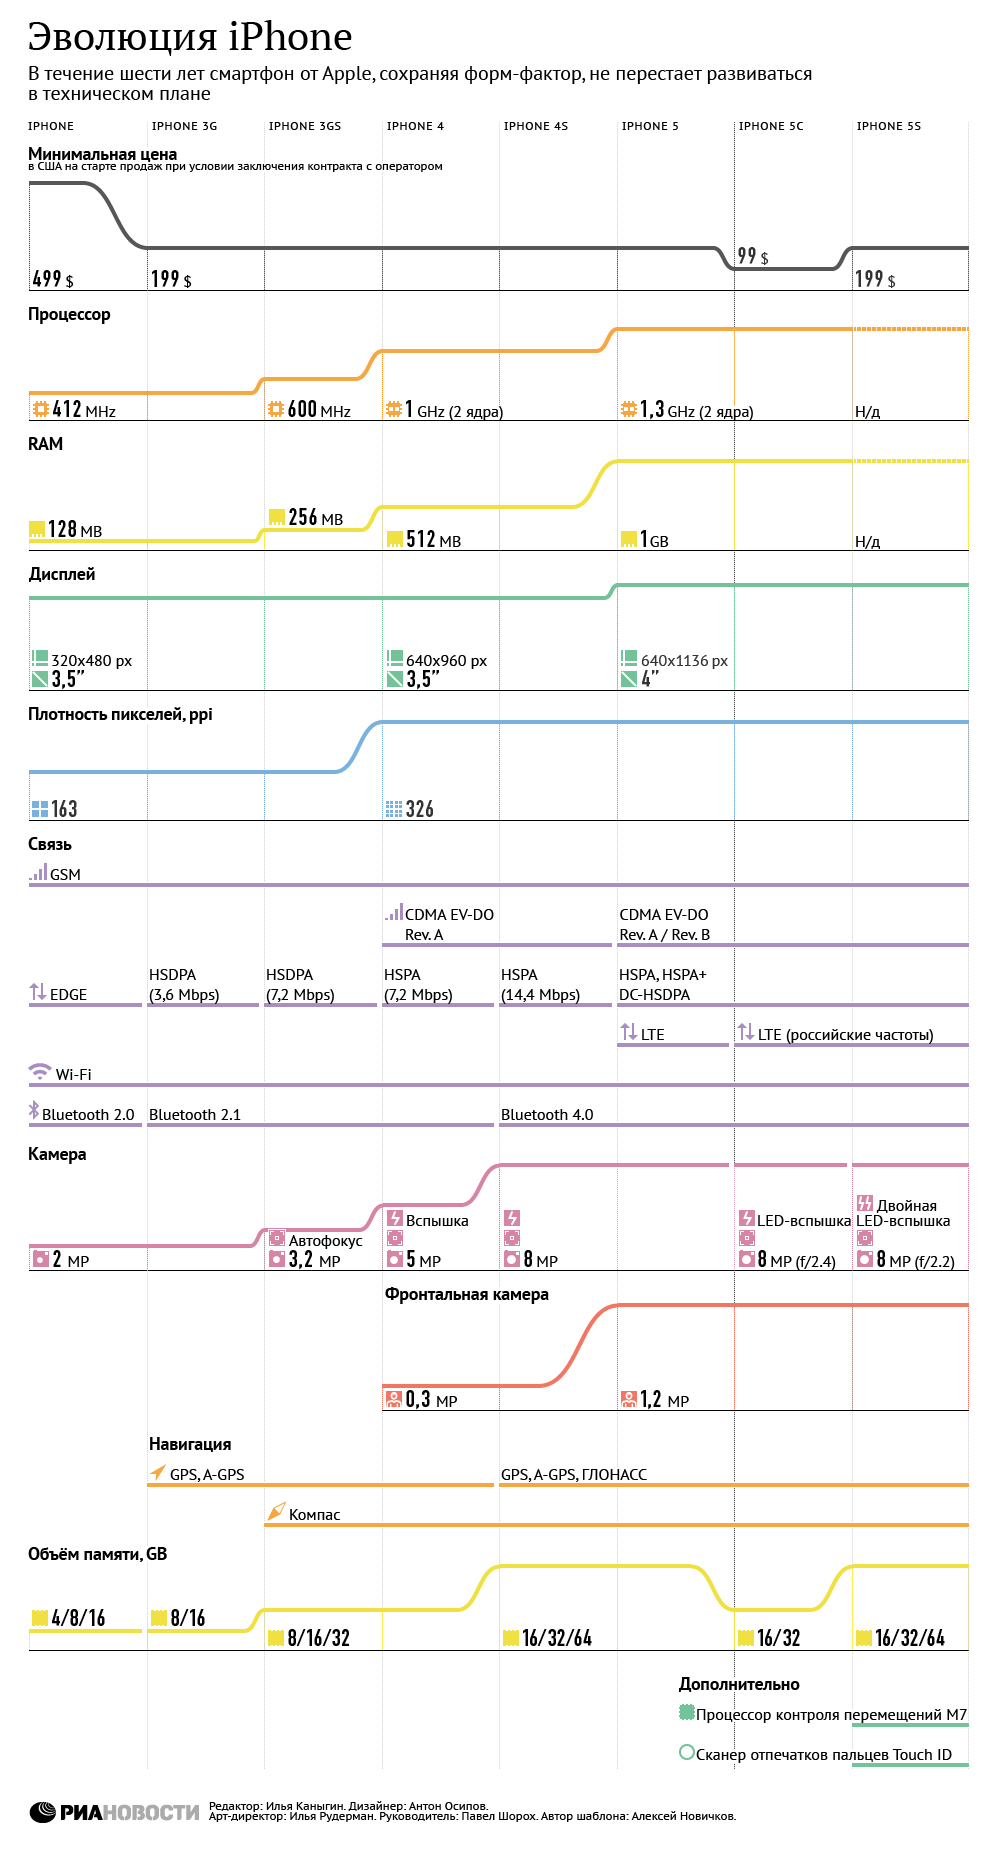 Эволюция iPhone
В течение шести лет смартфон от Apple, сохраняя форм-фактор, не перестает развиваться
в техническом плане
IPHONE IPHONE 3G IPHONE 3GS IPHONE 4 IPHONE 4S IPHONE 5 IPHONE 5C IPHONE 5S
Минимальная цена
в США на старте продаж при условии заключения контракта с оператором
99 $
499 $ 199 $ 199 $
Процессор
412 MHz 600 MHz 1 GHz (2 ядра) 1,3 GHz (2 ядра) Н/д
RAM
128 MB 256 MB 512 MB 1 GB Н/д
Дисплей
320x480 px 640x960 px 640x1136 px
3,5” 3,5” 4”
Плотность пикселей, ppi
163 326
Связь
GSM
CDMA EV-DO CDMA EV-DO
Rev. A Rev. A / Rev. B
HSDPA HSDPA HSPA HSPA HSPA, HSPA+
EDGE (3,6 Mbps) (7,2 Mbps) (7,2 Mbps) (14,4 Mbps) DC-HSDPA
LTE LTE (российские частоты)
Wi-Fi
Bluetooth 2.0 Bluetooth 2.1 Bluetooth 4.0
Камера
Двойная
Вспышка LED-вспышка LED-вспышка
Автофокус
2 MP 3,2 MP 5 MP 8 MP 8 MP (f/2.4) 8 MP (f/2.2)
Фронтальная камера
0,3 MP 1,2 MP
Навигация
GPS, A-GPS GPS, A-GPS, ГЛОНАСС
Компас
Объём памяти, GB
4/8/16 8/16
8/16/32 16/32/64 16/32 16/32/64
Дополнительно
Процессор контроля перемещений M7
Сканер отпечатков пальцев Touch ID
РИАНОВОСТИ
Редактор: Илья Каныгин. Дизайнер: Антон Осипов.
Арт-директор: Илья Рудерман. Руководитель: Павел Шорох. Автор шаблона: Алексей Новичков.